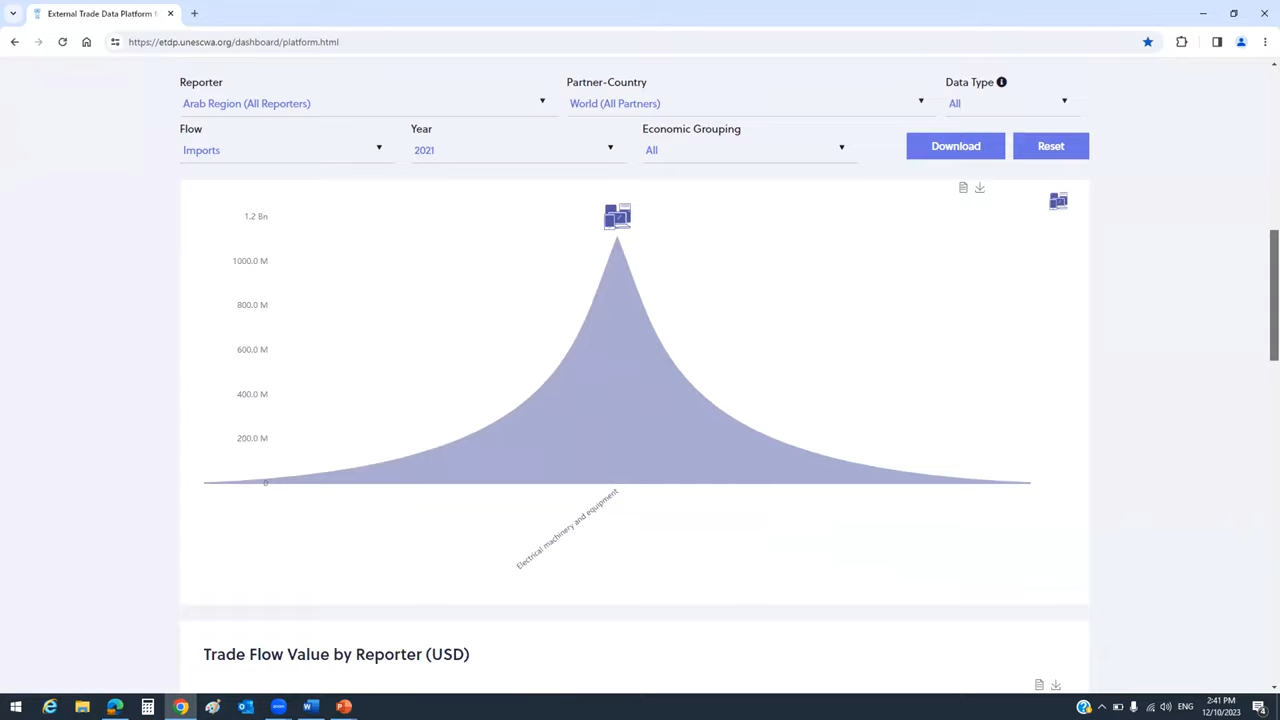 External Trade Data Platform f
https://etdp.unescwa.org/dashboard/platform.html
Reporter
Partner-Country
Data Type
Arab Region (All Reporters)
World (All Partners)
All
Flow
Year
Economic Grouping
Imports
2021
All
Download
Reset
1.2 Bn
1000.0 M
800.0 M
600.0 M
400.0 M
200.0 M
0
Electrical machinery and equipment
Trade Flow Value by Reporter (USD)
ENG
2:41 PM
12/10/2023